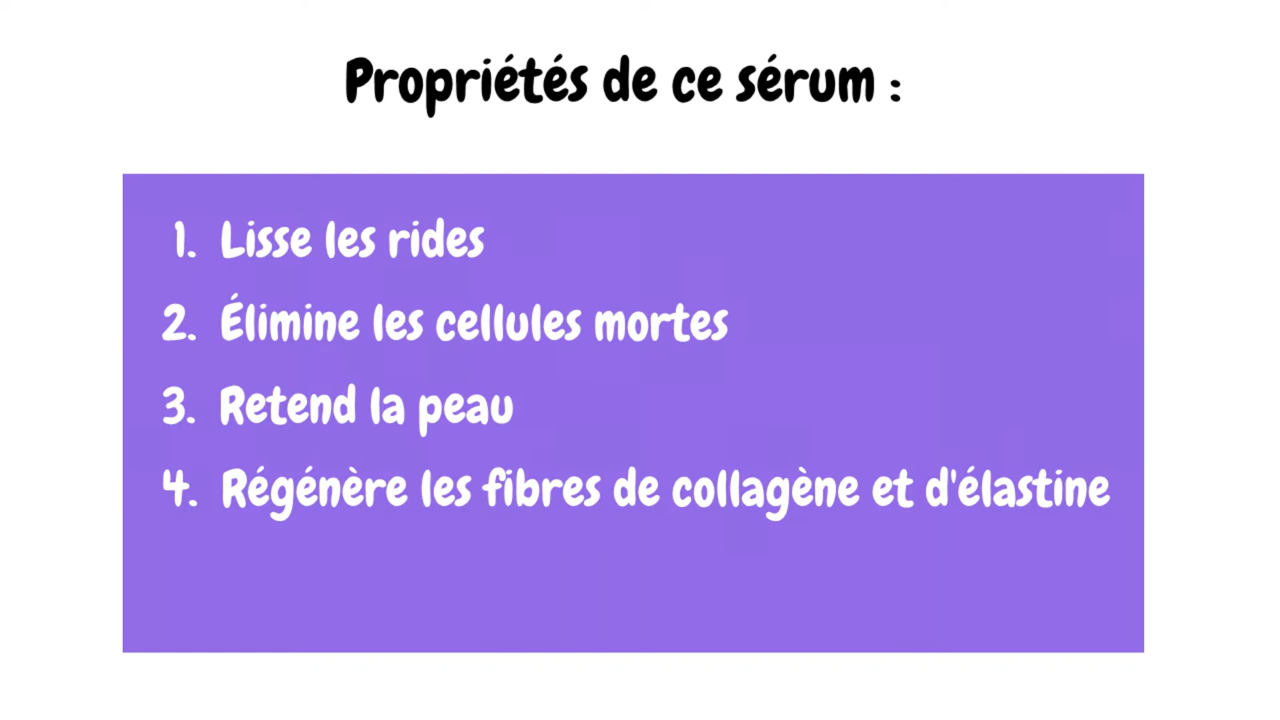 Propriétés de ce sérum :
1. Lisse les rides
2. Élimine les cellules mortes
3. Retend la peau
4. Régénère les fibres de collagène et d'élastine